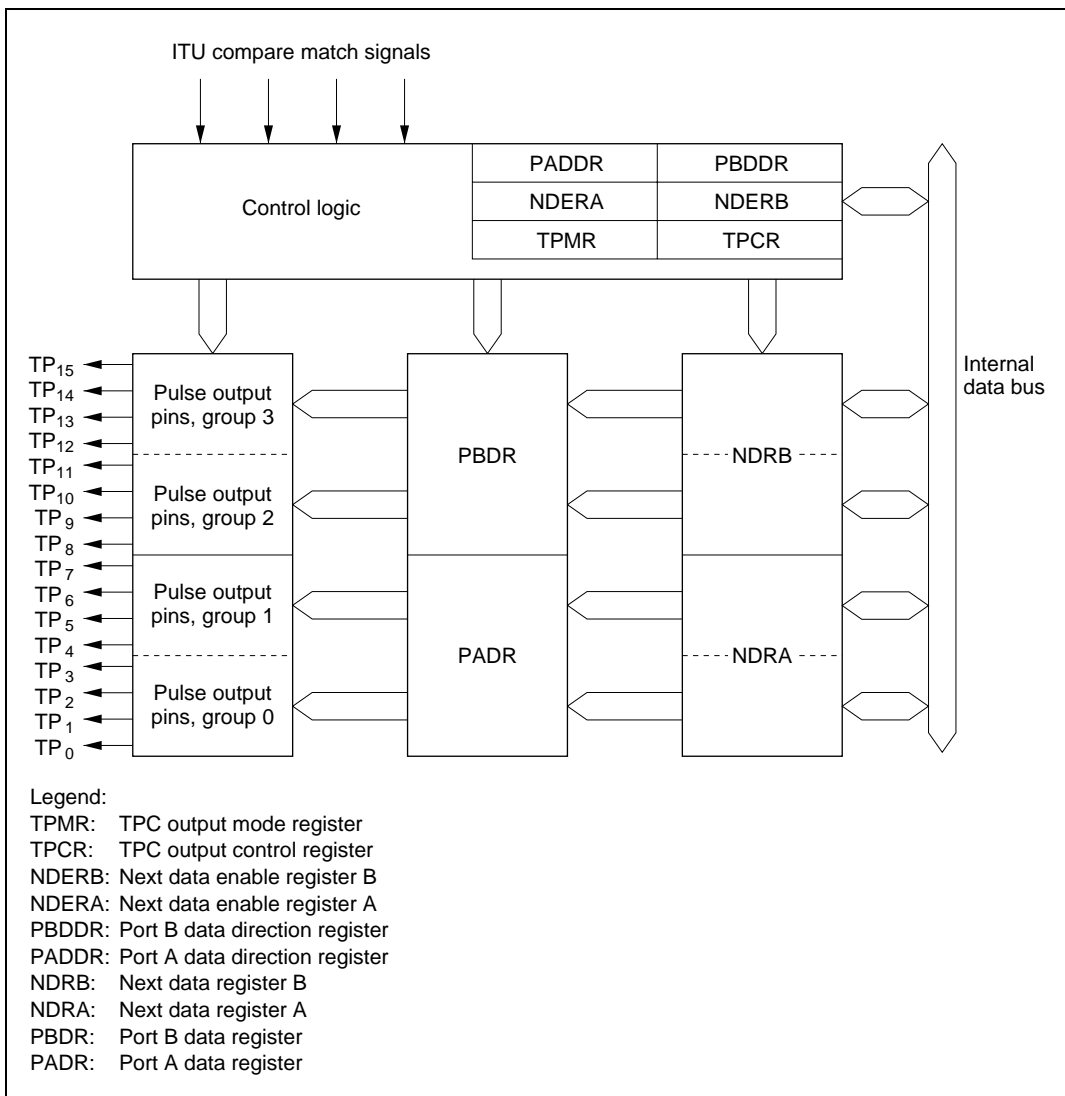 ITU compare match signals
Control logic
PADDR PBDDR
NDERA NDERB
TPMR TPCR
Internal
data bus
TP15
TP14
TP13
TP12
TP11
TP10
TP9
TP8
TP7
TP6
TP5
TP4
TP3
TP2
TP1
TP0
Pulse output
pins, group 3
Pulse output
pins, group 2
Pulse output
pins, group 1
Pulse output
pins, group 0
PBDR
PADR
NDRB
NDRA
Legend:
TPMR: TPC output mode register
TPCR: TPC output control register
NDERB: Next data enable register B
NDERA: Next data enable register A
PBDDR: Port B data direction register
PADDR: Port A data direction register
NDRB: Next data register B
NDRA: Next data register A
PBDR: Port B data register
PADR: Port A data register